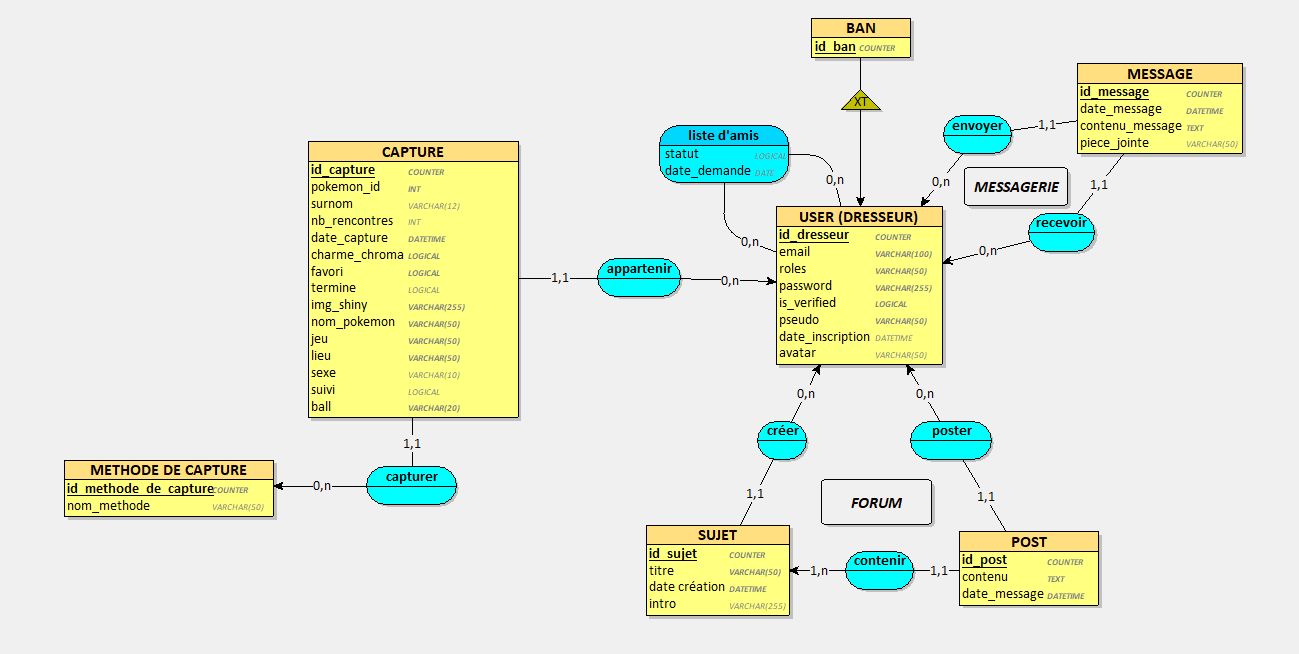 BAN
id_ban COUNTER
XT
MESSAGE
id_message COUNTER
date_message DATETIME
contenu_message TEXT
piece_jointe VARCHAR(50)
envoyer
1,1
0,n
MESSAGERIE
1,1
recevoir
0,n
liste d'amis
statut LOGICAL
date_demande DATE
0,n
0,n
CAPTURE
id_capture COUNTER
pokemon_id INT
surnom VARCHAR(12)
nb_rencontres INT
date_capture DATETIME
charme_chroma LOGICAL
favori LOGICAL
termine LOGICAL
img_shiny VARCHAR(255)
nom_pokemon VARCHAR(50)
jeu VARCHAR(50)
lieu VARCHAR(50)
sexe VARCHAR(10)
suivi LOGICAL
ball VARCHAR(20)
1,1
appartenir
0,n
USER (DRESSEUR)
id_dresseur COUNTER
email VARCHAR(100)
roles VARCHAR(50)
password VARCHAR(255)
is_verified LOGICAL
pseudo VARCHAR(50)
date_inscription DATETIME
avatar VARCHAR(50)
1,1
capturer
0,n
METHODE DE CAPTURE
id_methode_de_capture COUNTER
nom_methode VARCHAR(50)
0,n
créer
1,1
0,n
poster
1,1
FORUM
SUJET
id_sujet COUNTER
titre VARCHAR(50)
date création DATETIME
intro VARCHAR(255)
1,n
contenir
1,1
POST
id_post COUNTER
contenu TEXT
date_message DATETIME